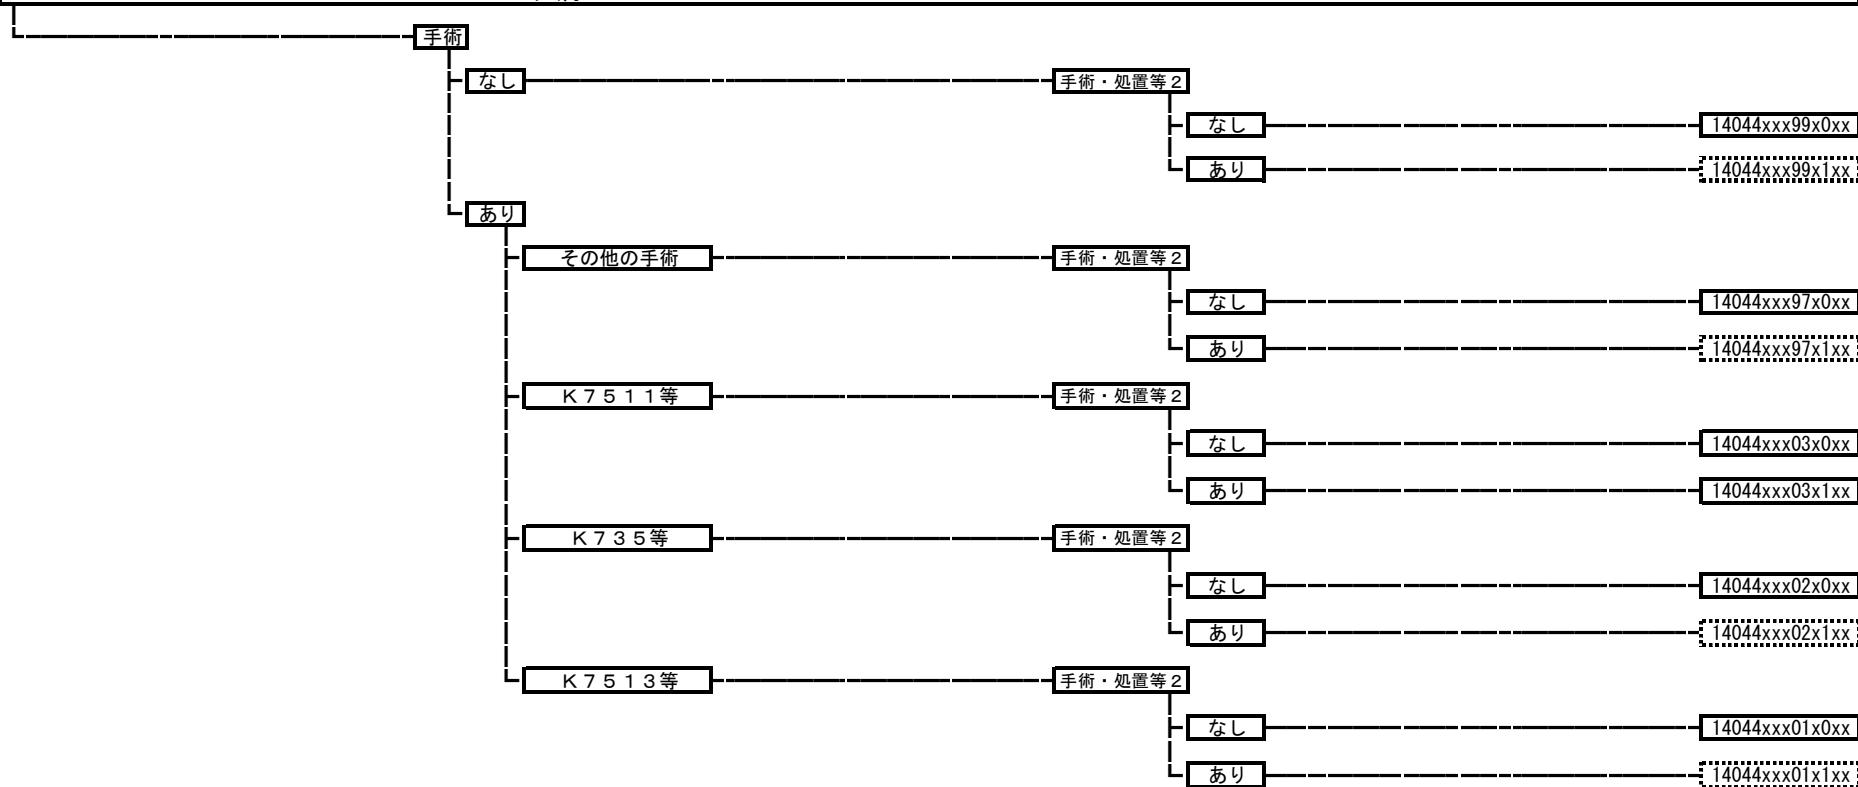 手術
なし 手術・処置等2
なし 14044xxx99x0xx
あり 14044xxx99x1xx
あり
その他の手術 手術・処置等2
なし 14044xxx97x0xx
あり 14044xxx97x1xx
K7511等 手術・処置等2
なし 14044xxx03x0xx
あり 14044xxx03x1xx
K735等 手術・処置等2
なし 14044xxx02x0xx
あり 14044xxx02x1xx
K7513等 手術・処置等2
なし 14044xxx01x0xx
あり 14044xxx01x1xx